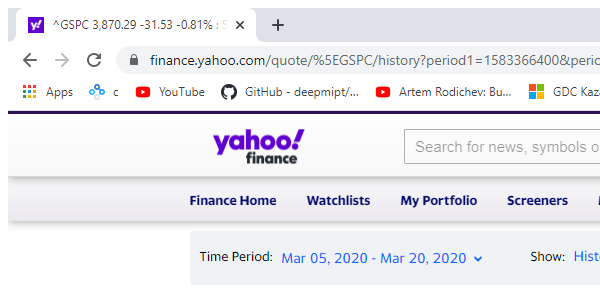 ^GSPC 3,870.29 -31.53 -0.81% :
finance.yahoo.com/quote/%5EGSPC/history?period1=1583366400&perio
Apps c YouTube GitHub - deepmipt/... Artem Rodichev: Bu... GDC Kaz
yahoo!
finance
Search for news, symbols o
Finance Home Watchlists My Portfolio Screeners
Time Period: Mar 05, 2020 - Mar 20, 2020 Show: Hist